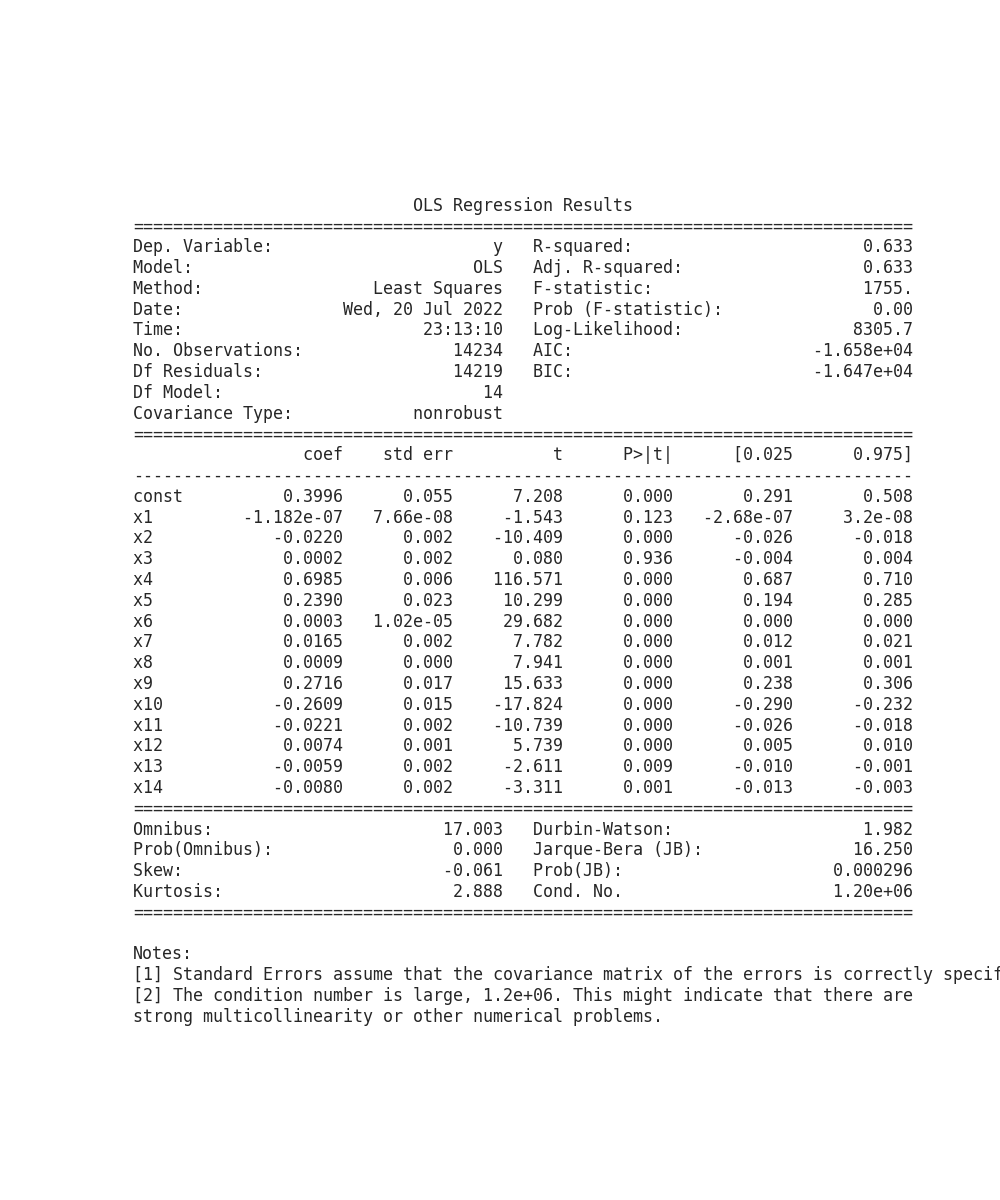 OLS Regression Results
==============================================================================
Dep. Variable:                      y   R-squared:                       0.633
Model:                            OLS   Adj. R-squared:                  0.633
Method:                 Least Squares   F-statistic:                     1755.
Date:                Wed, 20 Jul 2022   Prob (F-statistic):               0.00
Time:                        23:13:10   Log-Likelihood:                 8305.7
No. Observations:               14234   AIC:                        -1.658e+04
Df Residuals:                   14219   BIC:                        -1.647e+04
Df Model:                          14
Covariance Type:            nonrobust
==============================================================================
                 coef    std err          t      P>|t|      [0.025      0.975]
------------------------------------------------------------------------------
const          0.3996      0.055      7.208      0.000       0.291       0.508
x1         -1.182e-07   7.66e-08     -1.543      0.123   -2.68e-07     3.2e-08
x2            -0.0220      0.002    -10.409      0.000      -0.026      -0.018
x3             0.0002      0.002      0.080      0.936      -0.004       0.004
x4             0.6985      0.006    116.571      0.000       0.687       0.710
x5             0.2390      0.023     10.299      0.000       0.194       0.285
x6             0.0003   1.02e-05     29.682      0.000       0.000       0.000
x7             0.0165      0.002      7.782      0.000       0.012       0.021
x8             0.0009      0.000      7.941      0.000       0.001       0.001
x9             0.2716      0.017     15.633      0.000       0.238       0.306
x10           -0.2609      0.015    -17.824      0.000      -0.290      -0.232
x11           -0.0221      0.002    -10.739      0.000      -0.026      -0.018
x12            0.0074      0.001      5.739      0.000       0.005       0.010
x13           -0.0059      0.002     -2.611      0.009      -0.010      -0.001
x14           -0.0080      0.002     -3.311      0.001      -0.013      -0.003
==============================================================================
Omnibus:                       17.003   Durbin-Watson:                   1.982
Prob(Omnibus):                  0.000   Jarque-Bera (JB):               16.250
Skew:                          -0.061   Prob(JB):                     0.000296
Kurtosis:                       2.888   Cond. No.                     1.20e+06
==============================================================================
Notes:
[1] Standard Errors assume that the covariance matrix of the errors is correctly specif
[2] The condition number is large, 1.2e+06. This might indicate that there are
strong multicollinearity or other numerical problems.